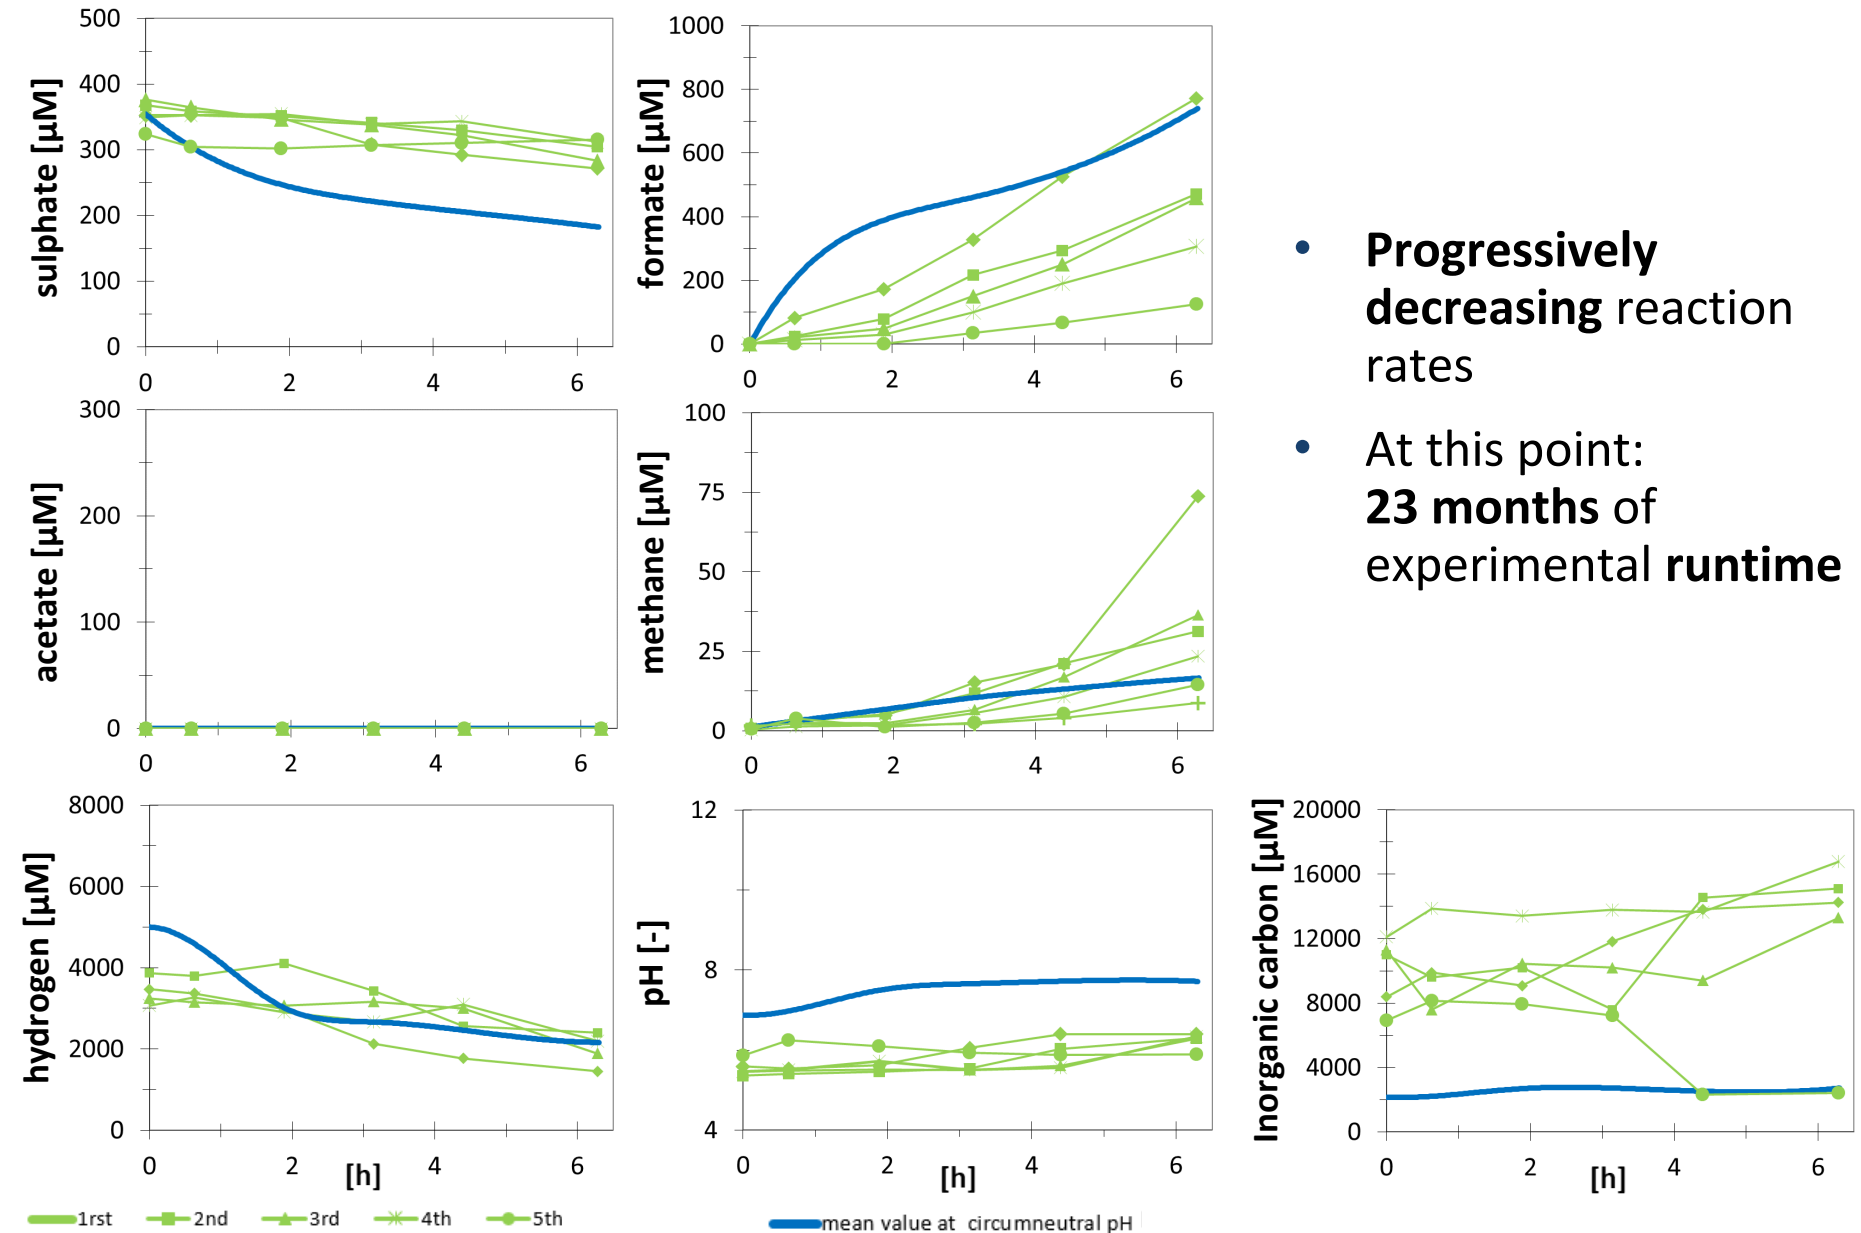 500
400
300
200
100
0
sulphate [µM]
0 2 4 6
1000
800
600
400
200
0
formate [µM]
0 2 4 6
• Progressively
decreasing reaction
rates
• At this point:
23 months of
experimental runtime
300
200
100
0
acetate [µM]
0 2 4 6
100
75
50
25
0
methane [µM]
0 2 4 6
8000
6000
4000
2000
0
hydrogen [µM]
0 2 4 6
[h]
12
8
4
pH [-]
0 2 4 6
[h]
20000
16000
12000
8000
4000
0
Inorganic carbon [µM]
0 2 4 6
[h]
1rst 2nd 3rd 4th 5th
mean value at circumneutral pH